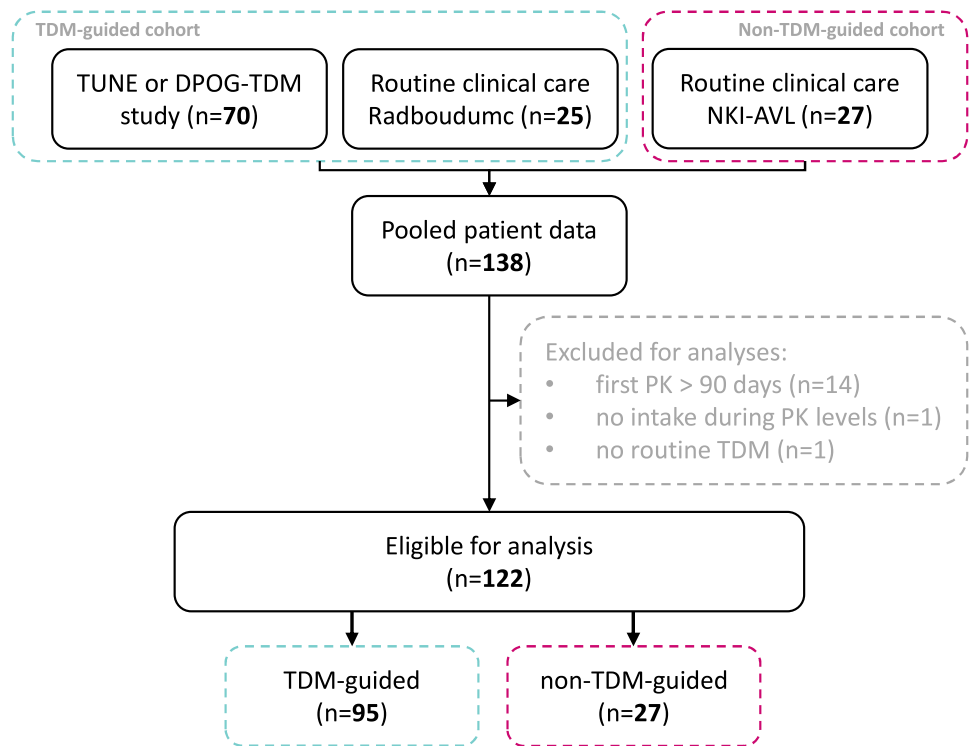 TDM-guided cohort
Non-TDM-guided cohort
TUNE or DPOG-TDM
study (n=70)
Routine clinical care
Radboudumc (n=25)
Routine clinical care
NKI-AVL (n=27)
Pooled patient data
(n=138)
Excluded for analyses:
• first PK > 90 days (n=14)
• no intake during PK levels (n=1)
• no routine TDM (n=1)
Eligible for analysis
(n=122)
TDM-guided
(n=95)
non-TDM-guided
(n=27)